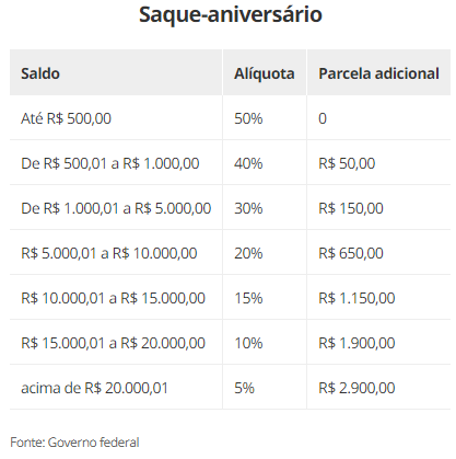 Saque-aniversário
Saldo Alíquota Parcela adicional
Até R$ 500,00 50% 0
De R$ 500,01 a R$ 1.000,00 40% R$ 50,00
De R$ 1.000,01 a R$ 5.000,00 30% R$ 150,00
R$ 5.000,01 a R$ 10.000,00 20% R$ 650,00
R$ 10.000,01 a R$ 15.000,00 15% R$ 1.150,00
R$ 15.000,01 a R$ 20.000,00 10% R$ 1.900,00
acima de R$ 20.000,01 5% R$ 2.900,00
Fonte: Governo federal